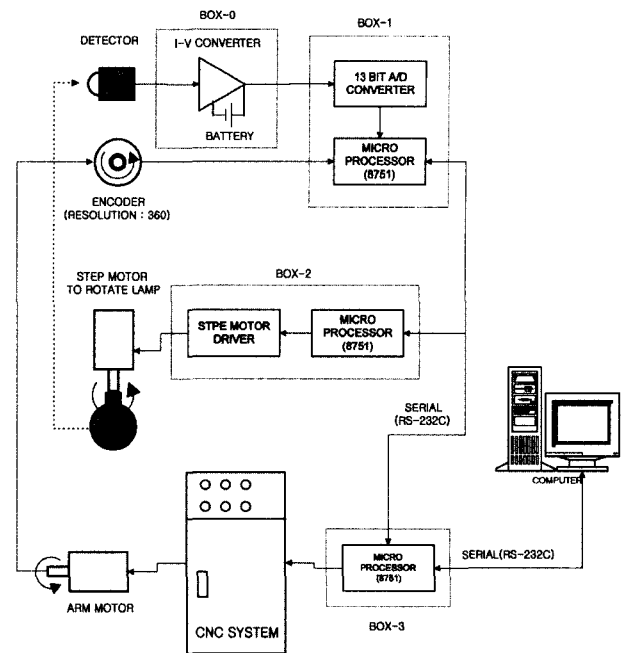 BOX-0
BOX-1
DETECTOR
I-V CONVERTER
13 BIT A/D
CONVERTER
BATTERY
MICRO
PROCESSOR
(8751)
ENCODER
(RESOLUTION : 360)
BOX-2
STEP MOTOR
TO ROTATE LAMP
STPE MOTOR
DRIVER
MICRO
PROCESSOR
(8751)
SERIAL
(RS-232C)
COMPUTER
MICRO
PROCESSOR
(8751)
SERIAL(RS-232C)
ARM MOTOR
CNC SYSTEM
BOX-3